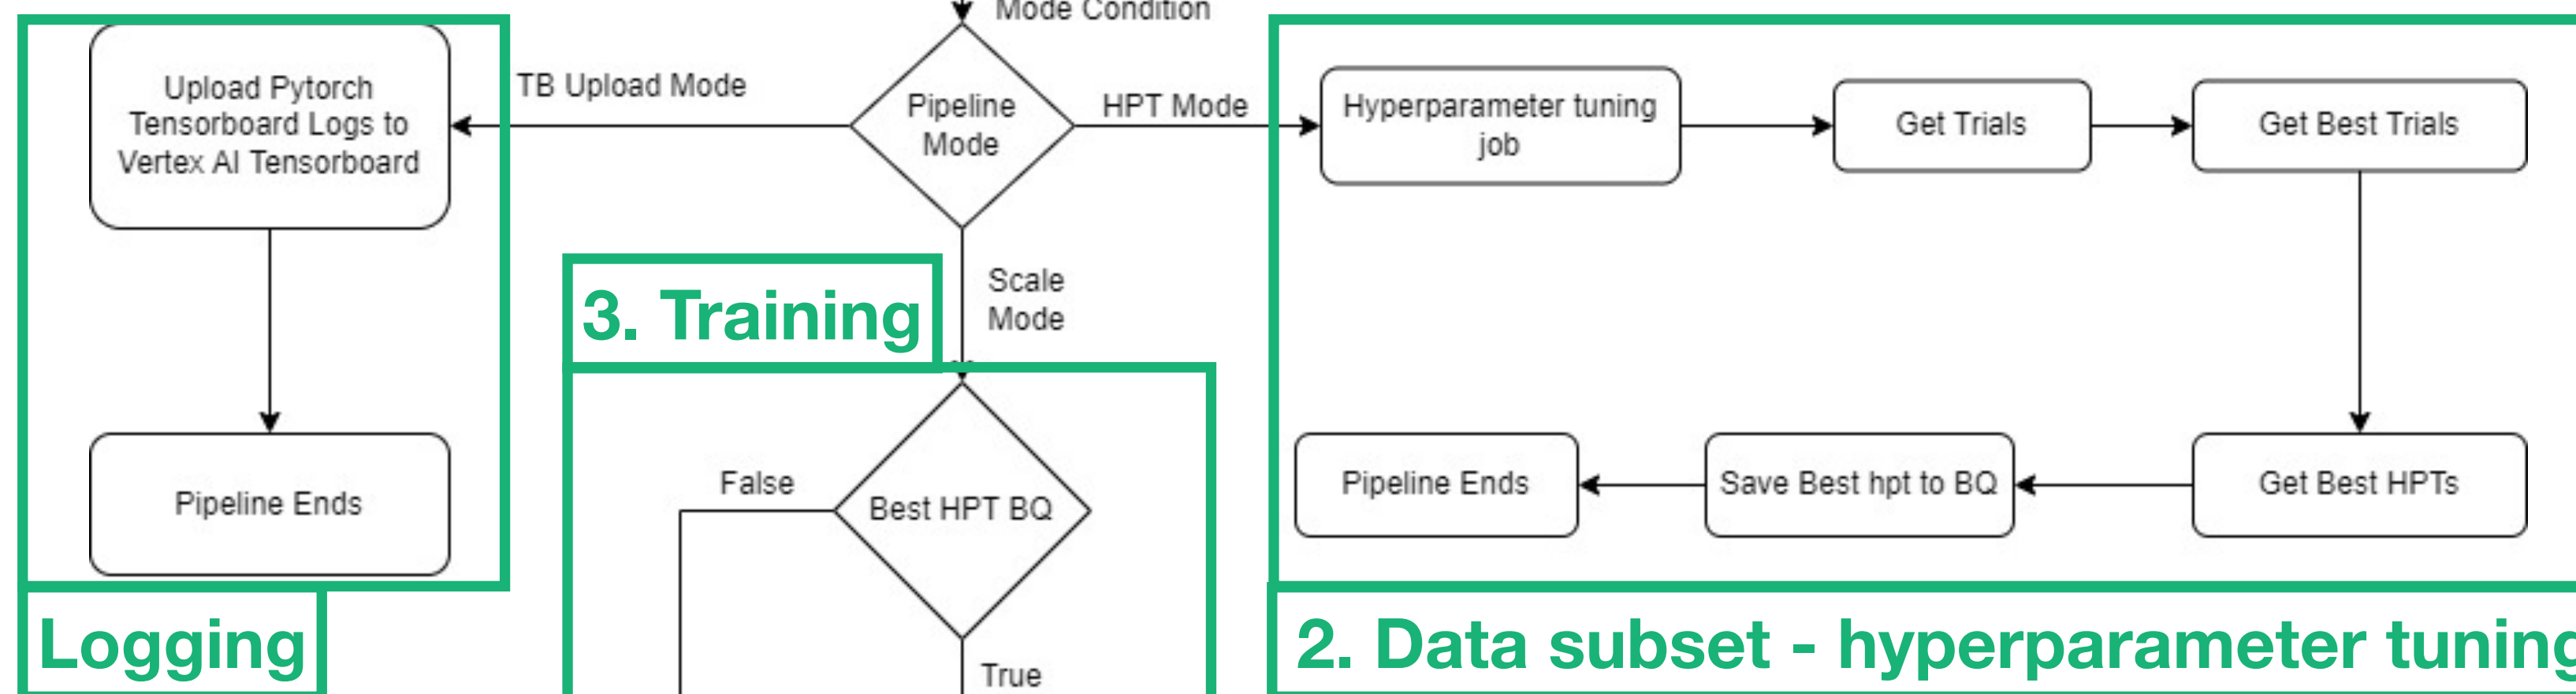 Mode Condition
Upload Pytorch
Tensorboard Logs to
Vertex AI Tensorboard
TB Upload Mode
Pipeline
Mode
HPT Mode
Hyperparameter tuning
job
Get Trials
Get Best Trials
Scale
Mode
3. Training
Pipeline Ends
False
Best HPT BQ
Pipeline Ends
Save Best hpt to BQ
Get Best HPTs
True
Logging
2. Data subset - hyperparameter tuning